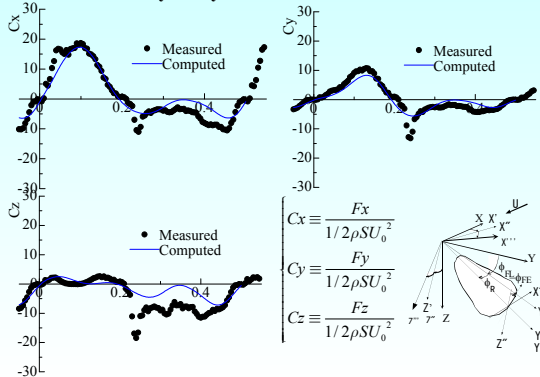 Cx
30
20
10
0
-10
-20
-30
0
0.2
0.4
Measured
Computed
Cy
30
20
10
0
-10
-20
-30
0
0.2
0.4
Measured
Computed
Cz
30
20
10
0
-10
-20
-30
0
0.2
0.4
Measured
Computed
Cx ≡ Fx / 1/2ρSU₀²
Cy ≡ Fy / 1/2ρSU₀²
Cz ≡ Fz / 1/2ρSU₀²
U
X X' X'' X'''
Y
ϕFL ϕFE
ϕR
Z''' Z' Z'' Z
Z''